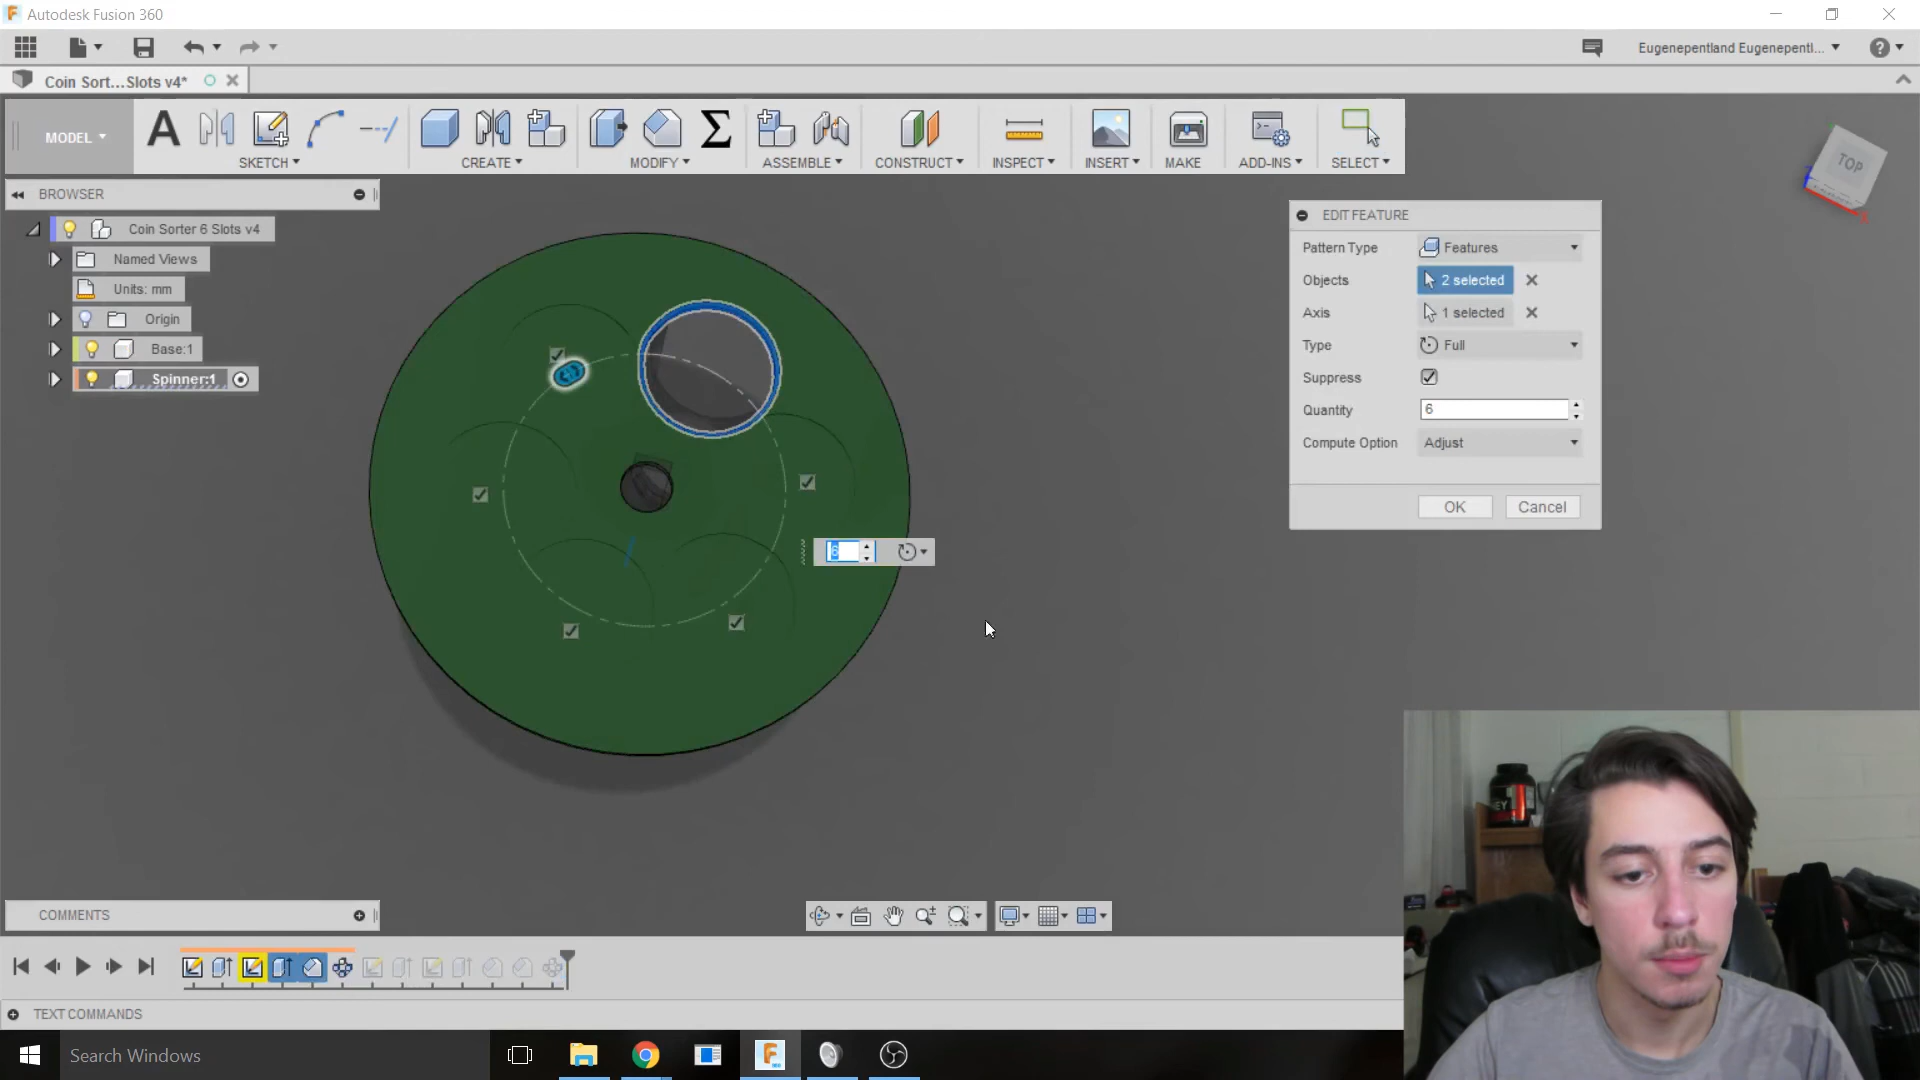 Autodesk Fusion 360
Eugenepentland Eugenepentl...
Coin Sort...Slots v4*
MODEL
SKETCH
CREATE
MODIFY
ASSEMBLE
CONSTRUCT
INSPECT
INSERT
MAKE
ADD-INS
SELECT
TOP
BROWSER
Coin Sorter 6 Slots v4
Named Views
Units: mm
Origin
Base:1
Spinner:1
EDIT FEATURE
Pattern Type Features
Objects 2 selected
Axis 1 selected
Type Full
Suppress
Quantity 6
Compute Option Adjust
OK Cancel
6
COMMENTS
TEXT COMMANDS
Search Windows
WHEY